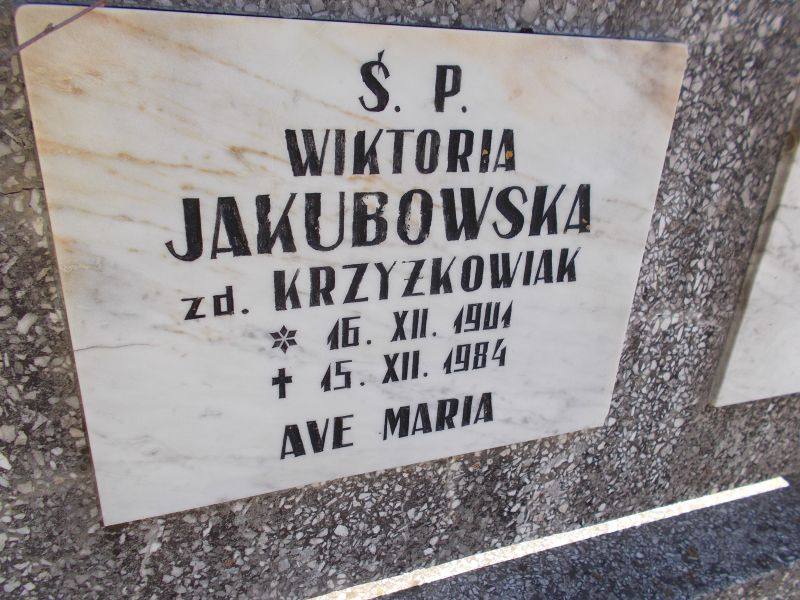 Ś. P.
WIKTORIA
JAKUBOWSKA
zd. KRZYŻKOWIAK
* 16. XII. 1901
✝ 15. XII. 1984
AVE MARIA